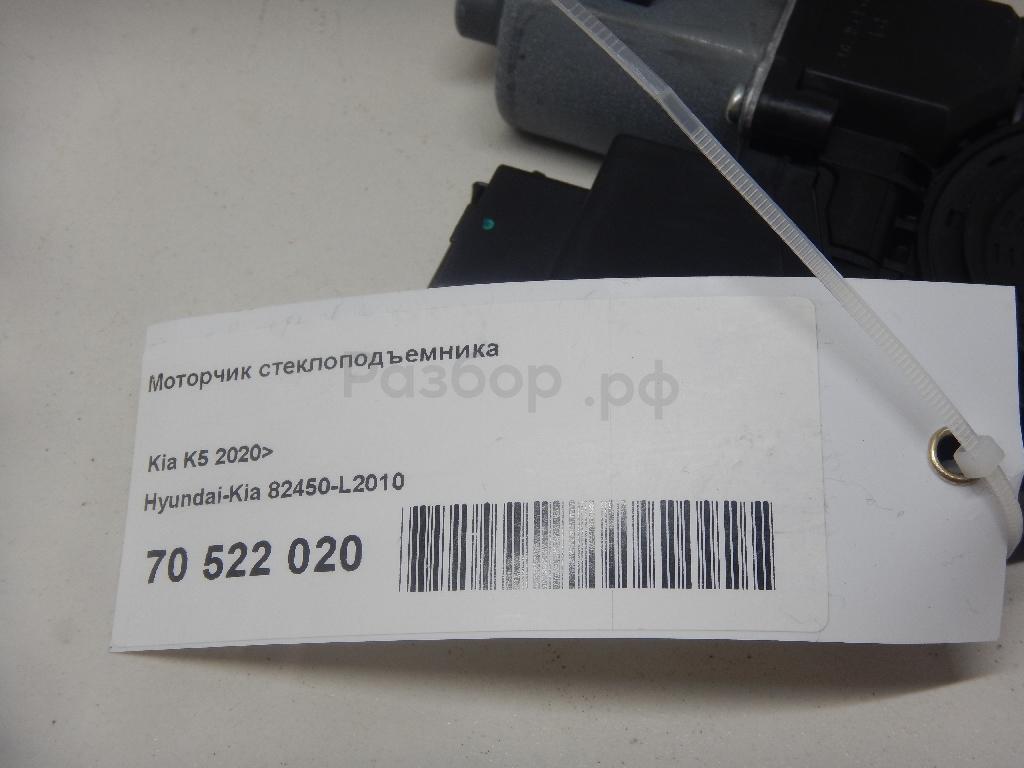 Моторчик стеклоподъемника
Разбор.рф
Kia K5 2020>
Hyundai-Kia 82450-L2010
70 522 020